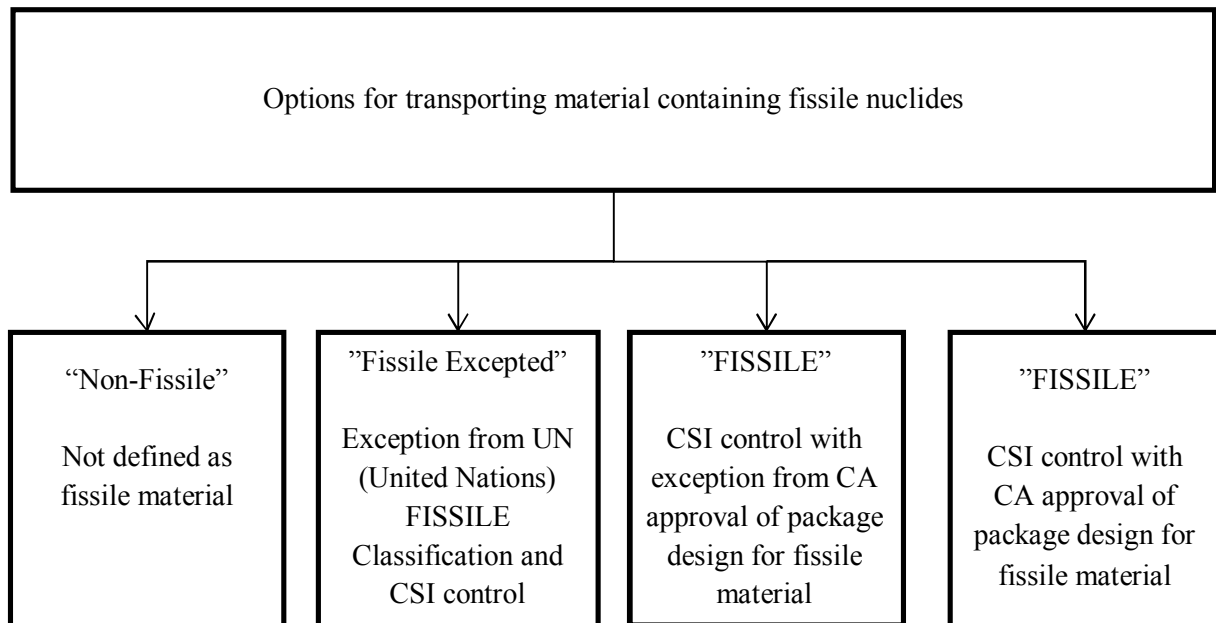 Options for transporting material containing fissile nuclides
“Non-Fissile”
Not defined as
fissile material
”Fissile Excepted”
Exception from UN
(United Nations)
FISSILE
Classification and
CSI control
”FISSILE”
CSI control with
exception from CA
approval of package
design for fissile
material
”FISSILE”
CSI control with
CA approval of
package design for
fissile material